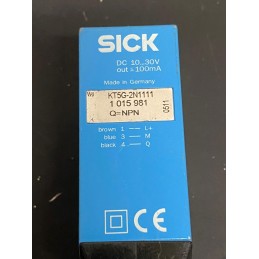 SICK
DC 10...30V
out ≤100mA
Made in Germany
Ws
KT5G-2N1111
1 015 981
Q=NPN
0511
brown 1 — L+
blue 3 — M
black 4 — Q
CE